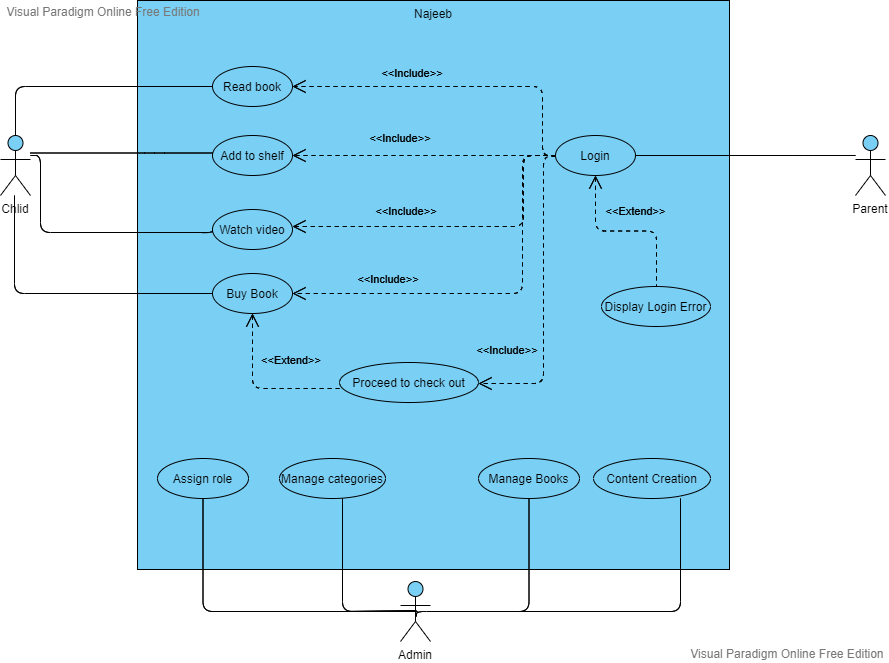 Visual Paradigm Online Free Edition
Najeeb
<<Include>>
Read book
<<Include>>
Add to shelf
Login
Chlid
Parent
<<Include>>
<<Extend>>
Watch video
<<Include>>
Buy Book
Display Login Error
<<Include>>
<<Extend>>
Proceed to check out
Assign role
Manage categories
Manage Books
Content Creation
Admin
Visual Paradigm Online Free Edition